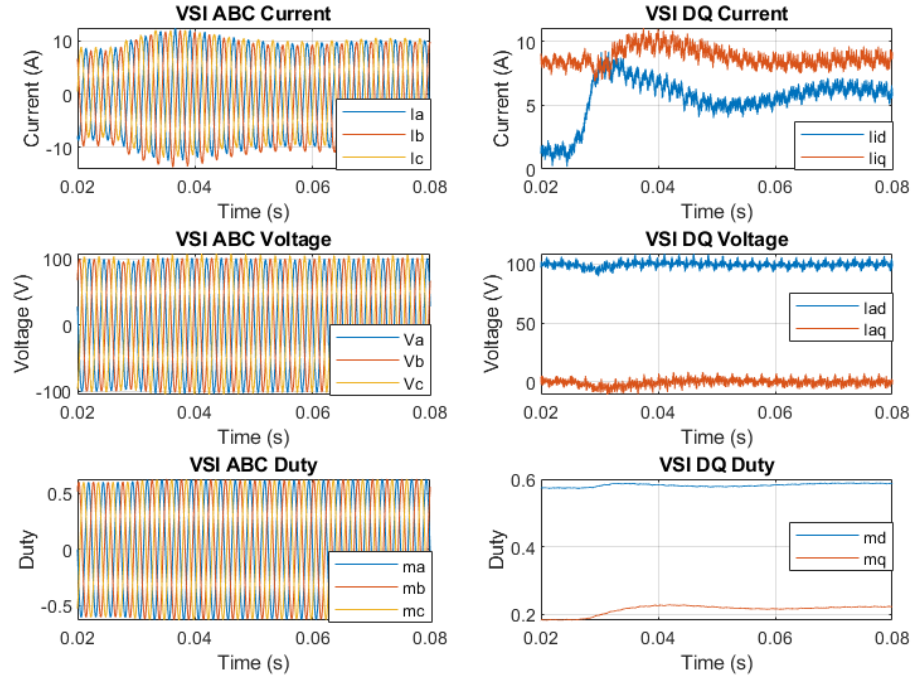 VSI ABC Current
Current (A)
10
0
-10
Ia
Ib
Ic
0.02
0.04
0.06
0.08
Time (s)
VSI DQ Current
Current (A)
10
5
0
Iid
Iiq
0.02
0.04
0.06
0.08
Time (s)
VSI ABC Voltage
Voltage (V)
100
0
-100
Va
Vb
Vc
0.02
0.04
0.06
0.08
Time (s)
VSI DQ Voltage
Voltage (V)
100
50
0
Iad
Iaq
0.02
0.04
0.06
0.08
Time (s)
VSI ABC Duty
Duty
0.5
0
-0.5
ma
mb
mc
0.02
0.04
0.06
0.08
Time (s)
VSI DQ Duty
Duty
0.6
0.4
0.2
md
mq
0.02
0.04
0.06
0.08
Time (s)